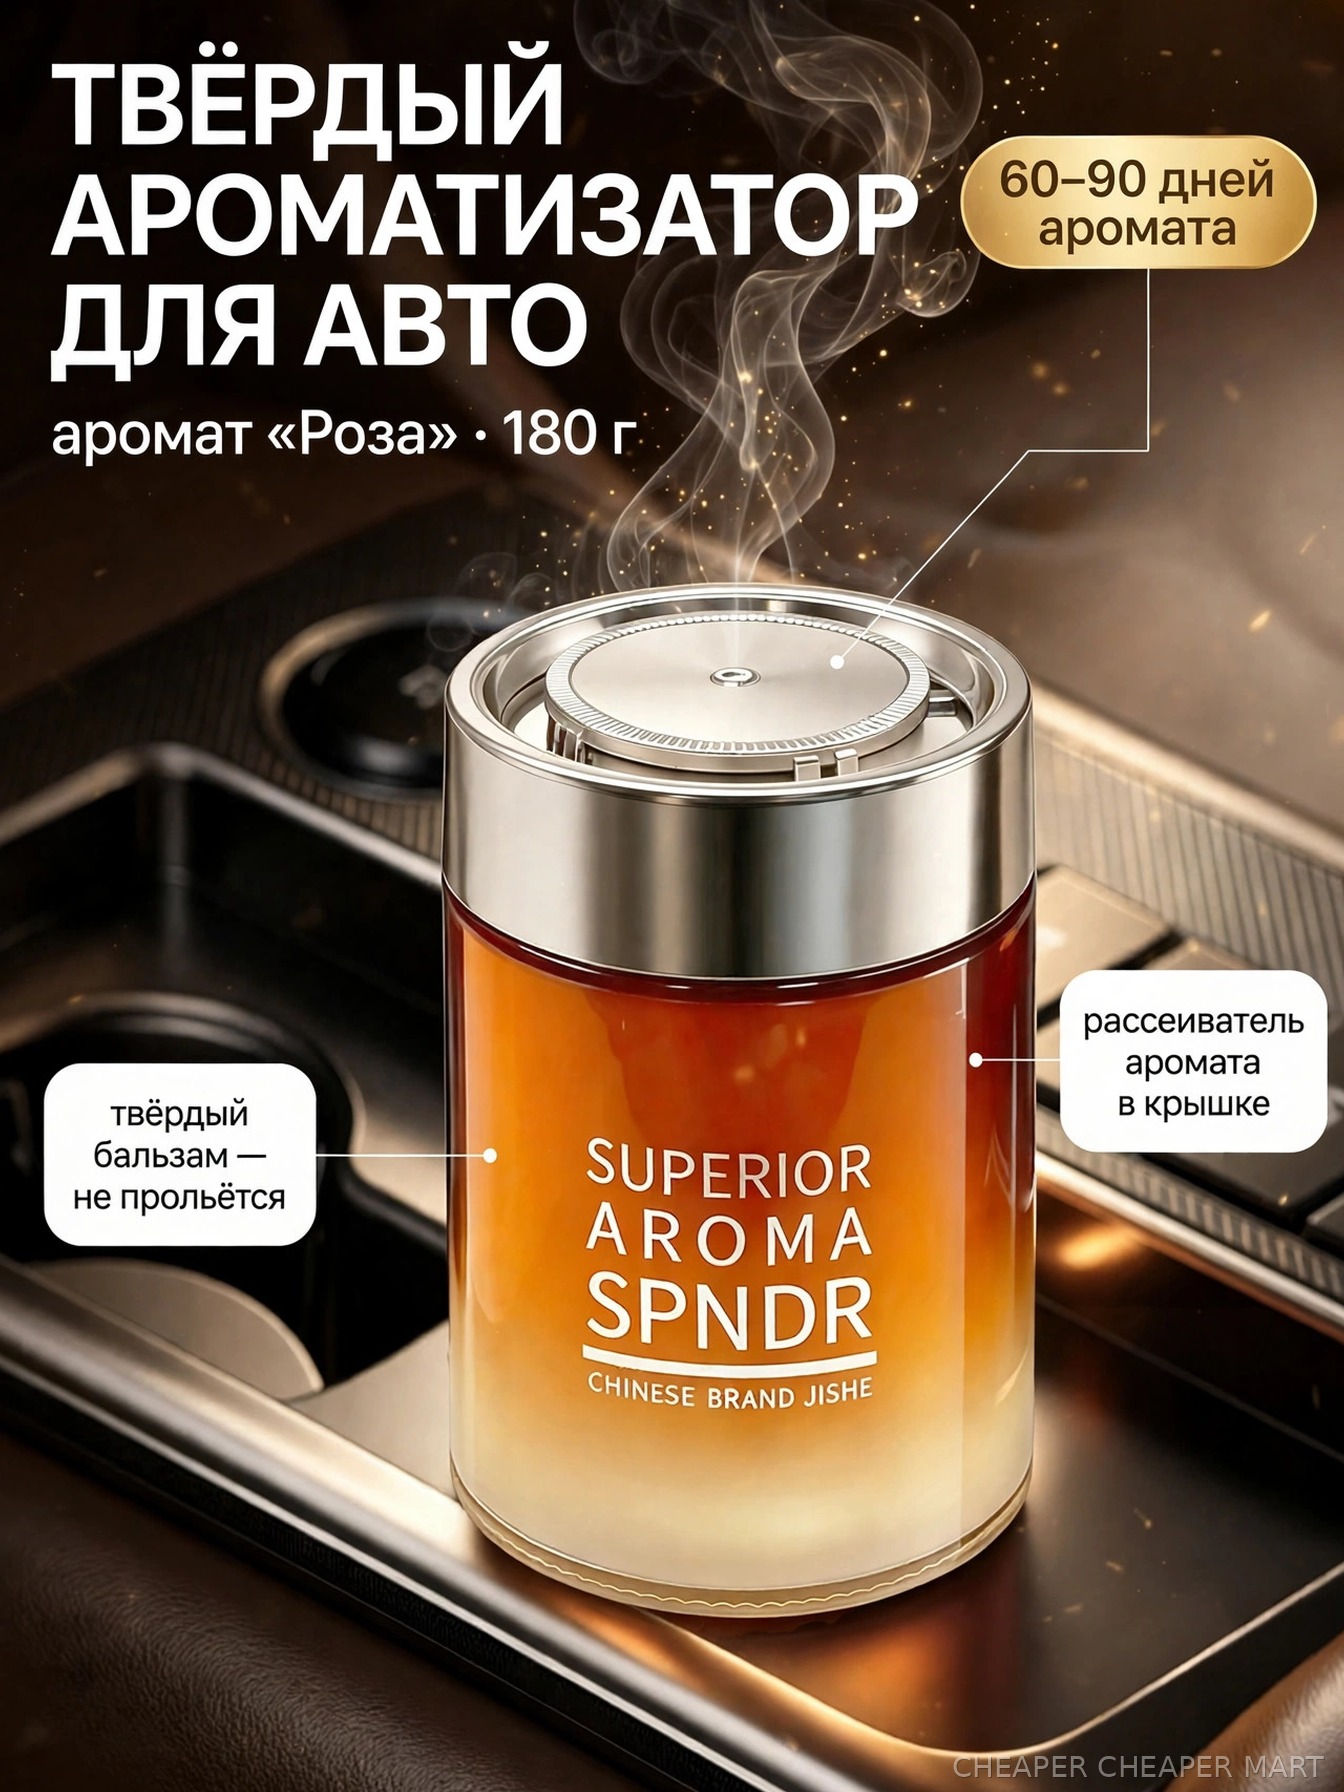 ТВЁРДЫЙ
АРОМАТИЗАТОР
ДЛЯ АВТО
аромат «Роза» · 180 г
60–90 дней
аромата
рассеиватель
аромата
в крышке
твёрдый
бальзам —
не прольётся
SUPERIOR
AROMA
SPNDR
CHINESE BRAND JISHE
CHEAPER CHEAPER MART